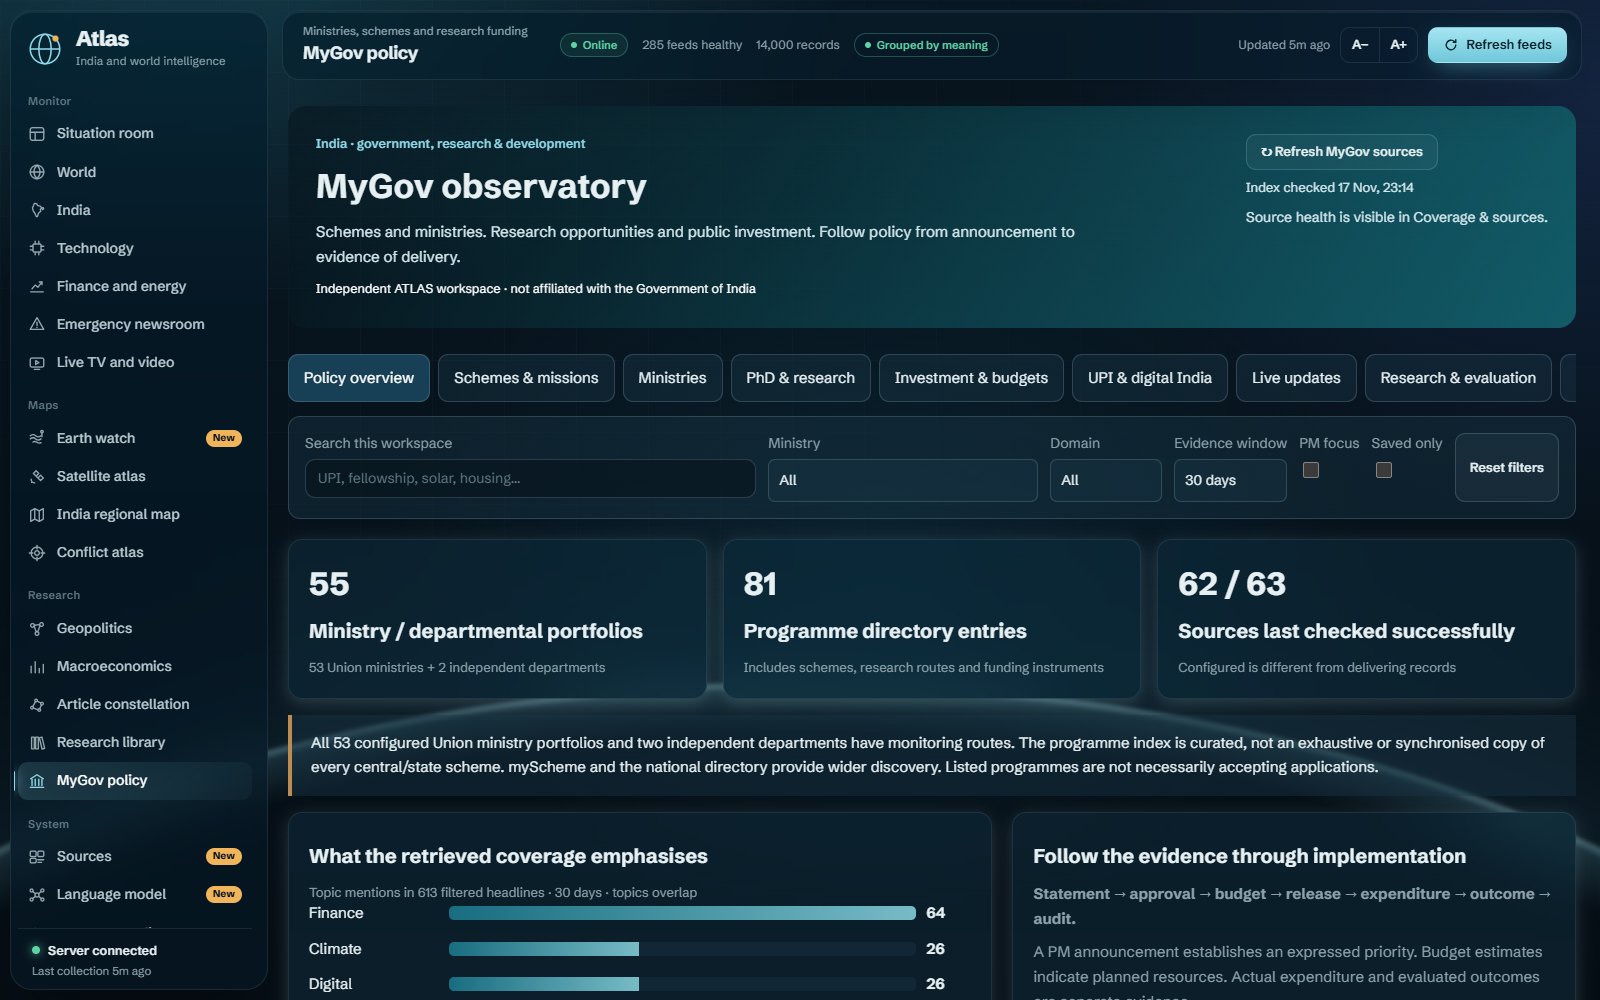 Atlas
India and world intelligence
Monitor
Situation room
World
India
Technology
Finance and energy
Emergency newsroom
Live TV and video
Maps
Earth watch New
Satellite atlas
India regional map
Conflict atlas
Research
Geopolitics
Macroeconomics
Article constellation
Research library
MyGov policy
System
Sources New
Language model New
Server connected
Last collection 5m ago
Ministries, schemes and research funding
MyGov policy
Online 285 feeds healthy 14,000 records Grouped by meaning
Updated 5m ago A− A+ Refresh feeds
India · government, research & development
MyGov observatory
Schemes and ministries. Research opportunities and public investment. Follow policy from announcement to
evidence of delivery.
Independent ATLAS workspace · not affiliated with the Government of India
↻ Refresh MyGov sources
Index checked 17 Nov, 23:14
Source health is visible in Coverage & sources.
Policy overview Schemes & missions Ministries PhD & research Investment & budgets UPI & digital India Live updates Research & evaluation
Search this workspace Ministry Domain Evidence window PM focus Saved only
UPI, fellowship, solar, housing... All All 30 days Reset filters
55
Ministry / departmental portfolios
53 Union ministries + 2 independent departments
81
Programme directory entries
Includes schemes, research routes and funding instruments
62 / 63
Sources last checked successfully
Configured is different from delivering records
All 53 configured Union ministry portfolios and two independent departments have monitoring routes. The programme index is curated, not an exhaustive or synchronised copy of
every central/state scheme. myScheme and the national directory provide wider discovery. Listed programmes are not necessarily accepting applications.
What the retrieved coverage emphasises
Topic mentions in 613 filtered headlines · 30 days · topics overlap
Finance 64
Climate 26
Digital 26
Follow the evidence through implementation
Statement → approval → budget → release → expenditure → outcome →
audit.
A PM announcement establishes an expressed priority. Budget estimates
indicate planned resources. Actual expenditure and evaluated outcomes